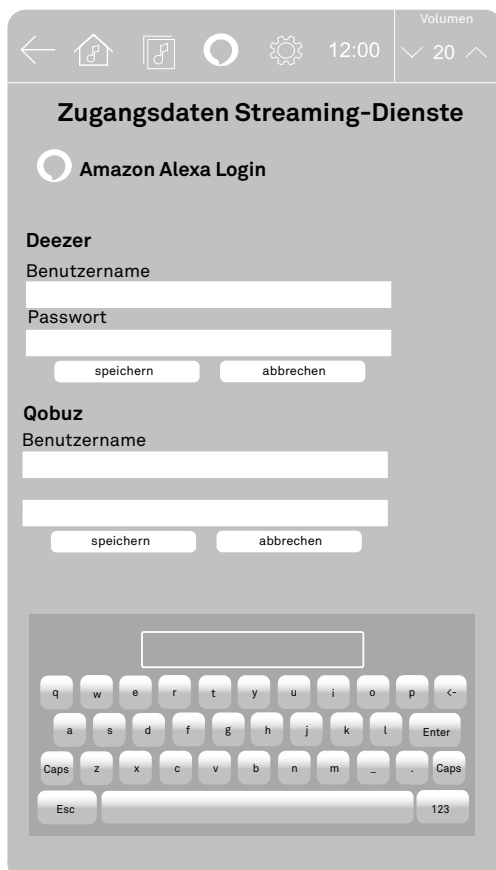 Volumen
12:00 20
Zugangsdaten Streaming-Dienste
Amazon Alexa Login
Deezer
Benutzername
Passwort
speichern abbrechen
Qobuz
Benutzername
speichern abbrechen
q w e r t y u i o p <-
a s d f g h j k l Enter
Caps z x c v b n m _ . Caps
Esc 123